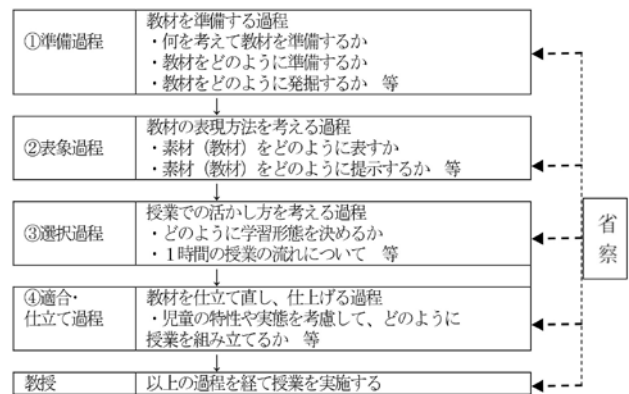 ①準備過程
教材を準備する過程
・何を考えて教材を準備するか
・教材をどのように準備するか
・教材をどのように発掘するか 等
↓
②表象過程
教材の表現方法を考える過程
・素材（教材）をどのように表すか
・素材（教材）をどのように提示するか 等
↓
③選択過程
授業での活かし方を考える過程
・どのように学習形態を決めるか
・１時間の授業の流れについて 等
↓
④適合・
仕立て過程
教材を仕立て直し、仕上げる過程
・児童の特性や実態を考慮して、どのように
授業を組み立てるか 等
↓
教授
以上の過程を経て授業を実施する
省察